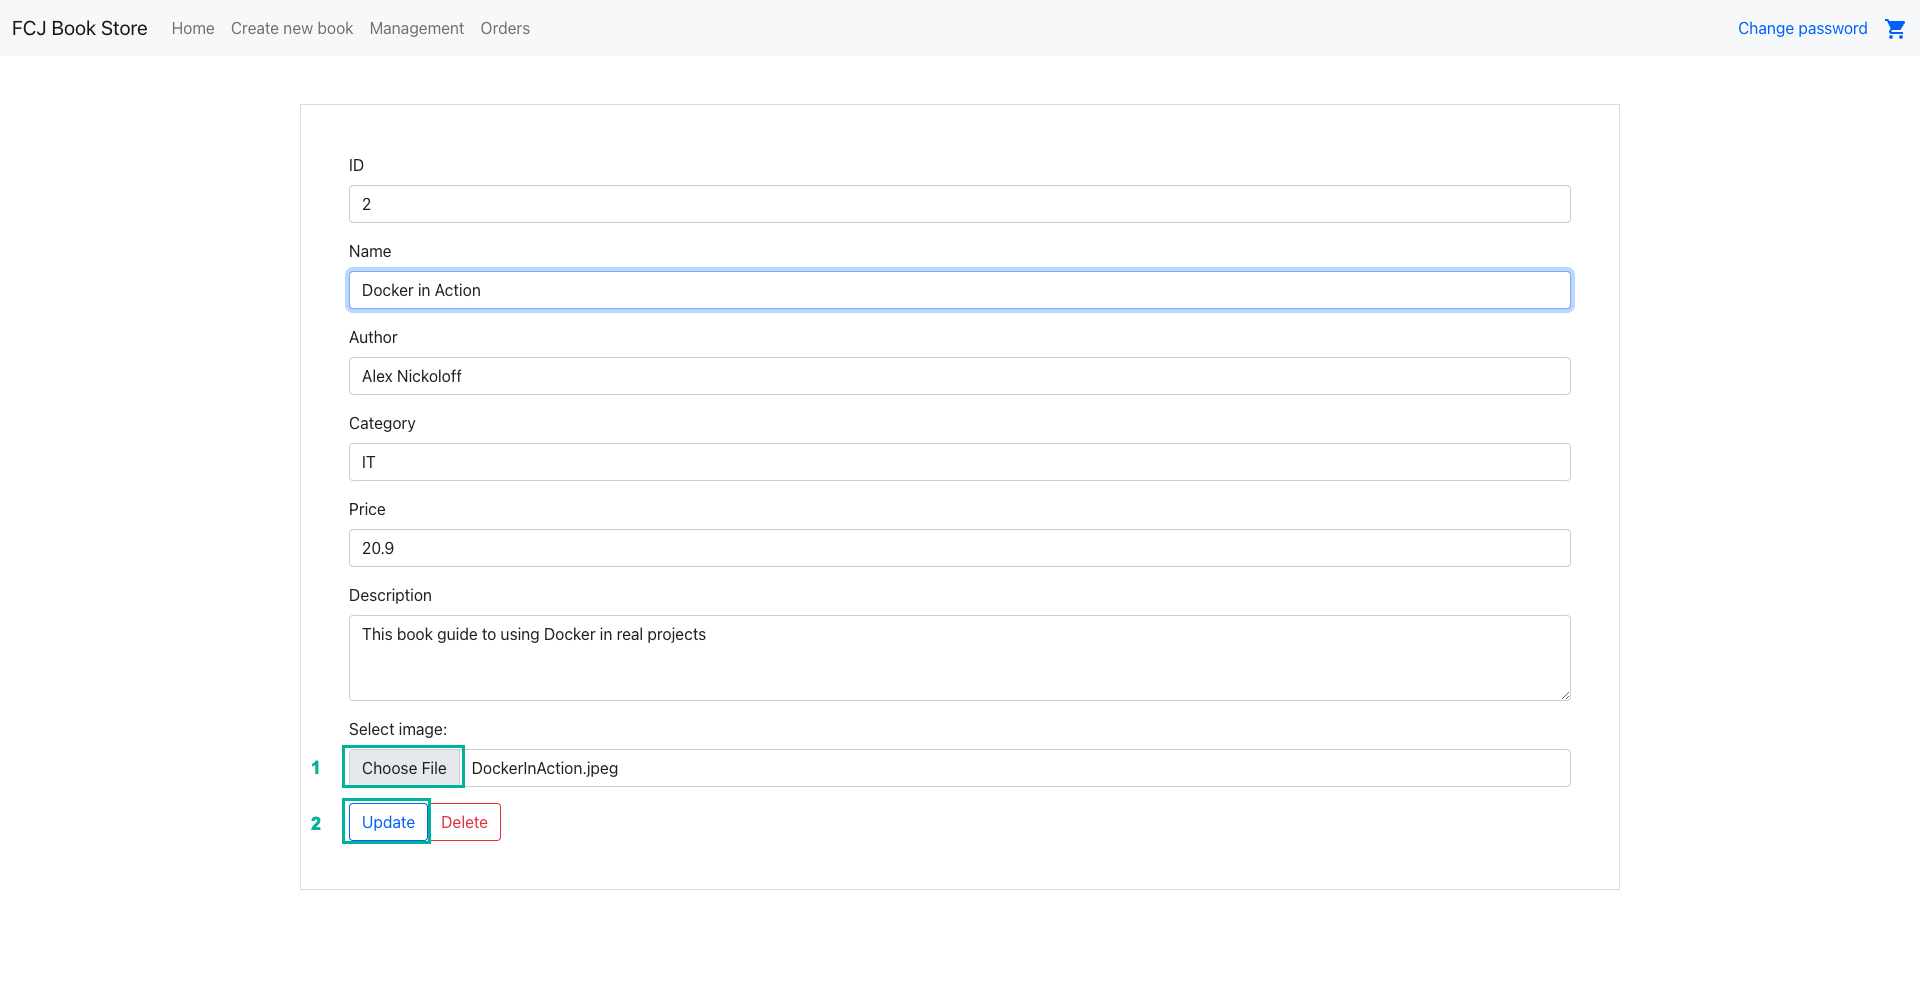 FCJ Book Store Home Create new book Management Orders Change password
ID
2
Name
Docker in Action
Author
Alex Nickoloff
Category
IT
Price
20.9
Description
This book guide to using Docker in real projects
Select image:
1 Choose File DockerInAction.jpeg
2 Update Delete